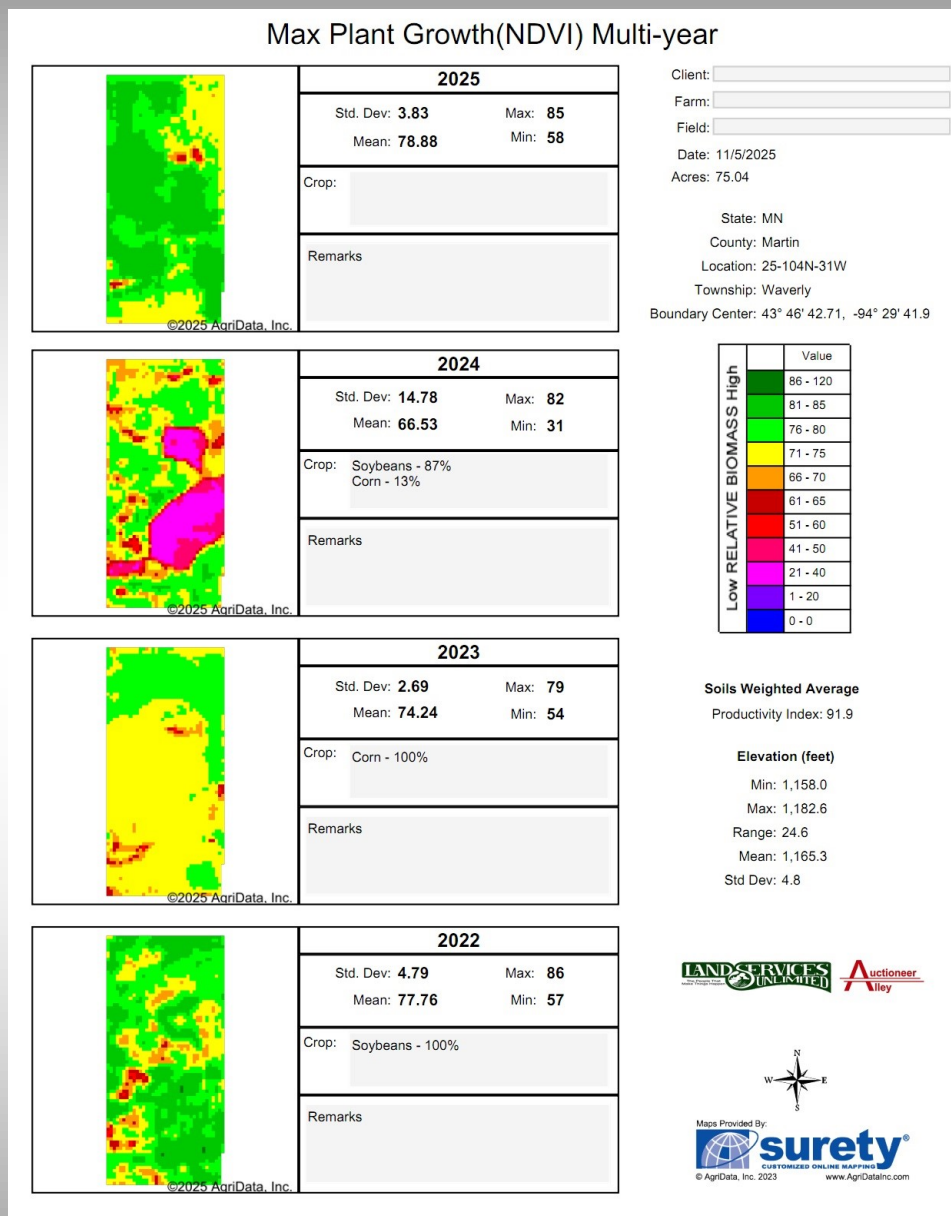 Max Plant Growth(NDVI) Multi-year
2025
Std. Dev: 3.83 Max: 85
Mean: 78.88 Min: 58
Crop:
Remarks
©2025 AgriData, Inc.
2024
Std. Dev: 14.78 Max: 82
Mean: 66.53 Min: 31
Crop: Soybeans - 87%
Corn - 13%
Remarks
©2025 AgriData, Inc.
2023
Std. Dev: 2.69 Max: 79
Mean: 74.24 Min: 54
Crop: Corn - 100%
Remarks
©2025 AgriData, Inc.
2022
Std. Dev: 4.79 Max: 86
Mean: 77.76 Min: 57
Crop: Soybeans - 100%
Remarks
©2025 AgriData, Inc.
Client:
Farm:
Field:
Date: 11/5/2025
Acres: 75.04
State: MN
County: Martin
Location: 25-104N-31W
Township: Waverly
Boundary Center: 43° 46' 42.71, -94° 29' 41.9
Low RELATIVE BIOMASS High
Value
86 - 120
81 - 85
76 - 80
71 - 75
66 - 70
61 - 65
51 - 60
41 - 50
21 - 40
1 - 20
0 - 0
Soils Weighted Average
Productivity Index: 91.9
Elevation (feet)
Min: 1,158.0
Max: 1,182.6
Range: 24.6
Mean: 1,165.3
Std Dev: 4.8
LAND SERVICES
UNLIMITED
The People That
Make Things Happen
Auctioneer
Alley
N
W E
S
Maps Provided By:
surety®
CUSTOMIZED ONLINE MAPPING
© AgriData, Inc. 2023 www.AgriDataInc.com